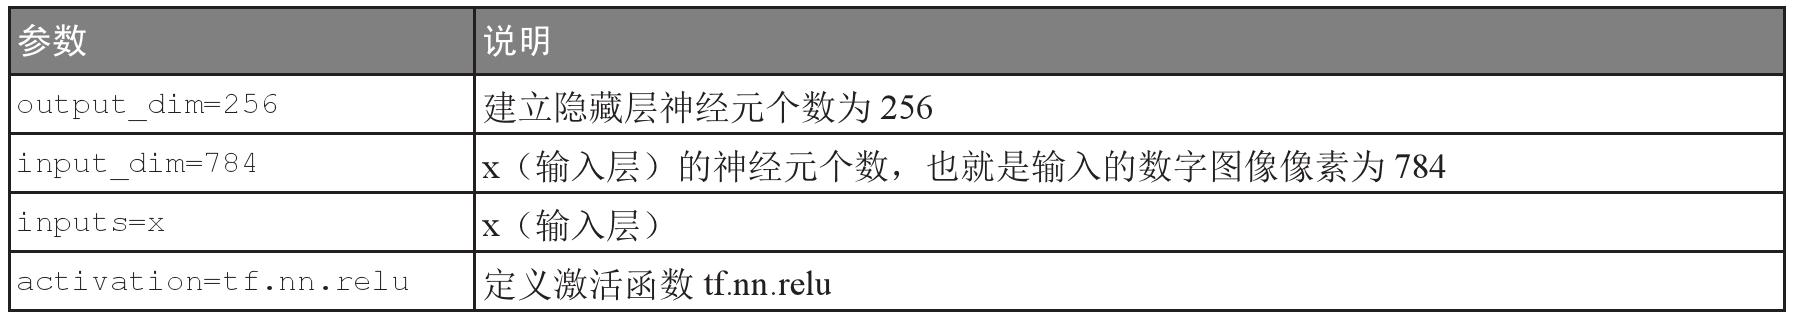 参数 说明
output_dim=256 建立隐藏层神经元个数为 256
input_dim=784 x（输入层）的神经元个数，也就是输入的数字图像像素为 784
inputs=x x（输入层）
activation=tf.nn.relu 定义激活函数 tf.nn.relu